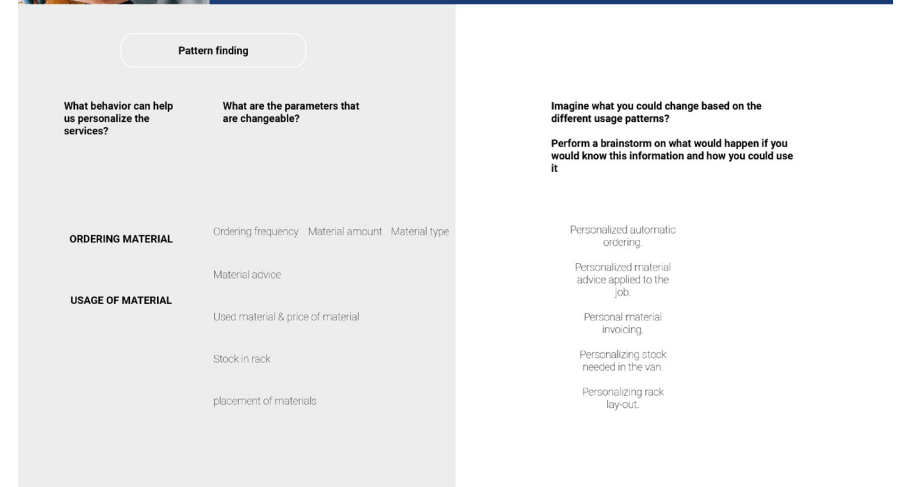 Pattern finding
What behavior can help
us personalize the
services?
What are the parameters that
are changeable?
Imagine what you could change based on the
different usage patterns?
Perform a brainstorm on what would happen if you
would know this information and how you could use
it
ORDERING MATERIAL
USAGE OF MATERIAL
Ordering frequency Material amount Material type
Material advice
Used material & price of material
Stock in rack
placement of materials
Personalized automatic
ordering.
Personalized material
advice applied to the
job.
Personal material
invoicing.
Personalizing stock
needed in the van.
Personalizing rack
lay-out.